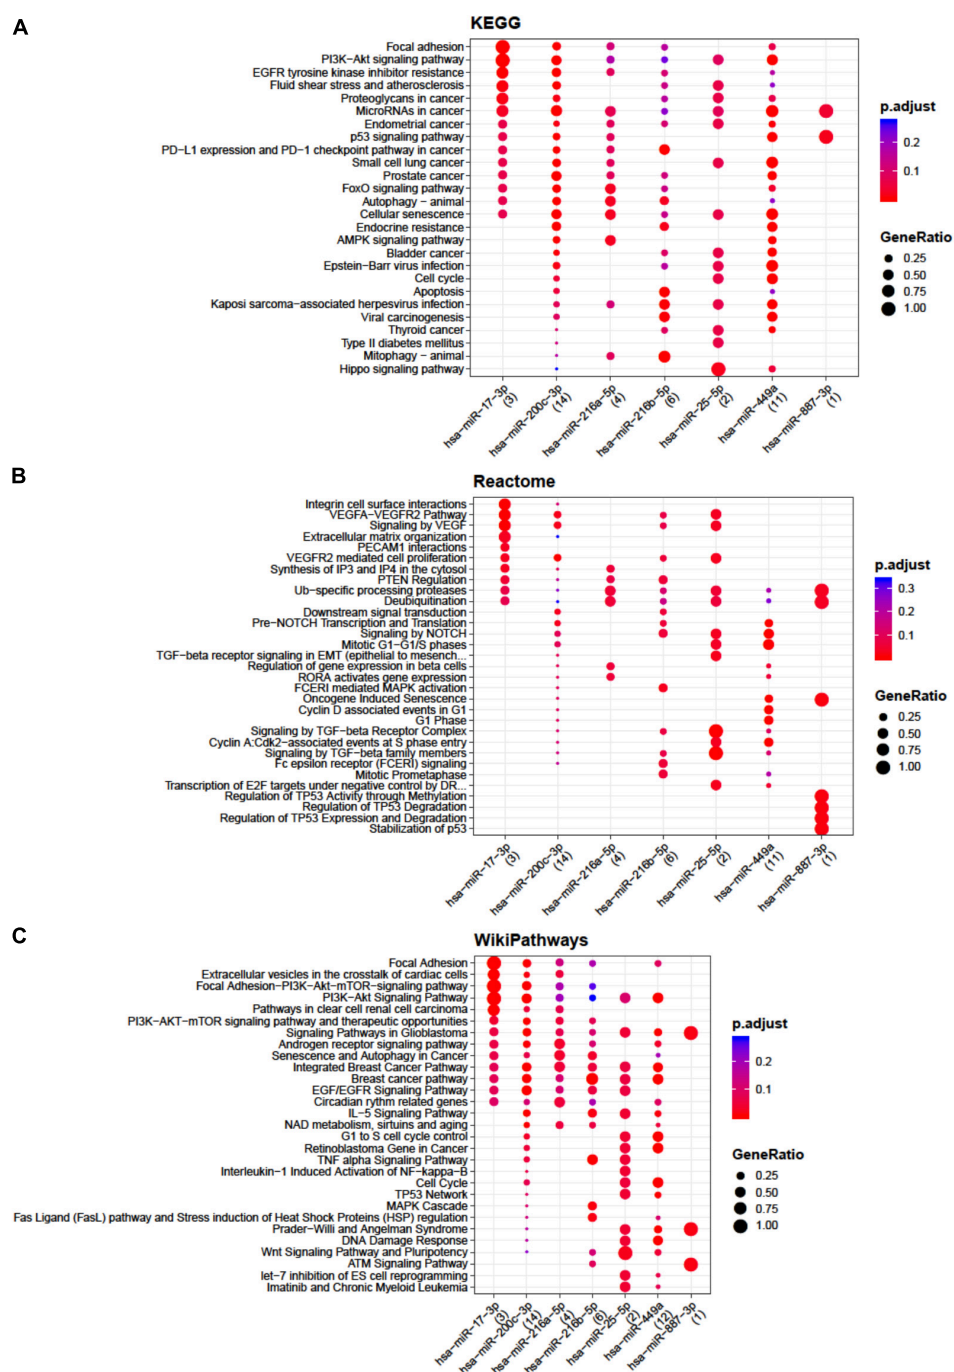 A
KEGG
Focal adhesion
PI3K−Akt signaling pathway
EGFR tyrosine kinase inhibitor resistance
Fluid shear stress and atherosclerosis
Proteoglycans in cancer
MicroRNAs in cancer
Endometrial cancer
p53 signaling pathway
PD−L1 expression and PD−1 checkpoint pathway in cancer
Small cell lung cancer
Prostate cancer
FoxO signaling pathway
Autophagy − animal
Cellular senescence
Endocrine resistance
AMPK signaling pathway
Bladder cancer
Epstein−Barr virus infection
Cell cycle
Apoptosis
Kaposi sarcoma−associated herpesvirus infection
Viral carcinogenesis
Thyroid cancer
Type II diabetes mellitus
Mitophagy − animal
Hippo signaling pathway
hsa−miR−17−3p
(3)
hsa−miR−200c−3p
(14)
hsa−miR−216a−5p
(4)
hsa−miR−216b−5p
(6)
hsa−miR−25−5p
(2)
hsa−miR−449a
(11)
hsa−miR−887−3p
(1)
p.adjust
0.2
0.1
GeneRatio
0.25
0.50
0.75
1.00
B
Reactome
Integrin cell surface interactions
VEGFA−VEGFR2 Pathway
Signaling by VEGF
Extracellular matrix organization
PECAM1 interactions
VEGFR2 mediated cell proliferation
Synthesis of IP3 and IP4 in the cytosol
PTEN Regulation
Ub−specific processing proteases
Deubiquitination
Downstream signal transduction
Pre−NOTCH Transcription and Translation
Signaling by NOTCH
Mitotic G1−G1/S phases
TGF−beta receptor signaling in EMT (epithelial to mesench...
Regulation of gene expression in beta cells
RORA activates gene expression
FCERI mediated MAPK activation
Oncogene Induced Senescence
Cyclin D associated events in G1
G1 Phase
Signaling by TGF−beta Receptor Complex
Cyclin A:Cdk2−associated events at S phase entry
Signaling by TGF−beta family members
Fc epsilon receptor (FCERI) signaling
Mitotic Prometaphase
Transcription of E2F targets under negative control by DR...
Regulation of TP53 Activity through Methylation
Regulation of TP53 Degradation
Regulation of TP53 Expression and Degradation
Stabilization of p53
hsa−miR−17−3p
(3)
hsa−miR−200c−3p
(14)
hsa−miR−216a−5p
(4)
hsa−miR−216b−5p
(6)
hsa−miR−25−5p
(2)
hsa−miR−449a
(11)
hsa−miR−887−3p
(1)
p.adjust
0.3
0.2
0.1
GeneRatio
0.25
0.50
0.75
1.00
C
WikiPathways
Focal Adhesion
Extracellular vesicles in the crosstalk of cardiac cells
Focal Adhesion−PI3K−Akt−mTOR−signaling pathway
PI3K−Akt Signaling Pathway
Pathways in clear cell renal cell carcinoma
PI3K−AKT−mTOR signaling pathway and therapeutic opportunities
Signaling Pathways in Glioblastoma
Androgen receptor signaling pathway
Senescence and Autophagy in Cancer
Integrated Breast Cancer Pathway
Breast cancer pathway
EGF/EGFR Signaling Pathway
Circadian rythm related genes
IL−5 Signaling Pathway
NAD metabolism, sirtuins and aging
G1 to S cell cycle control
Retinoblastoma Gene in Cancer
TNF alpha Signaling Pathway
Interleukin−1 Induced Activation of NF−kappa−B
Cell Cycle
TP53 Network
MAPK Cascade
Fas Ligand (FasL) pathway and Stress induction of Heat Shock Proteins (HSP) regulation
Prader−Willi and Angelman Syndrome
DNA Damage Response
Wnt Signaling Pathway and Pluripotency
ATM Signaling Pathway
let−7 inhibition of ES cell reprogramming
Imatinib and Chronic Myeloid Leukemia
hsa−miR−17−3p
(3)
hsa−miR−200c−3p
(14)
hsa−miR−216a−5p
(4)
hsa−miR−216b−5p
(6)
hsa−miR−25−5p
(2)
hsa−miR−449a
(12)
hsa−miR−887−3p
(1)
p.adjust
0.2
0.1
GeneRatio
0.25
0.50
0.75
1.00